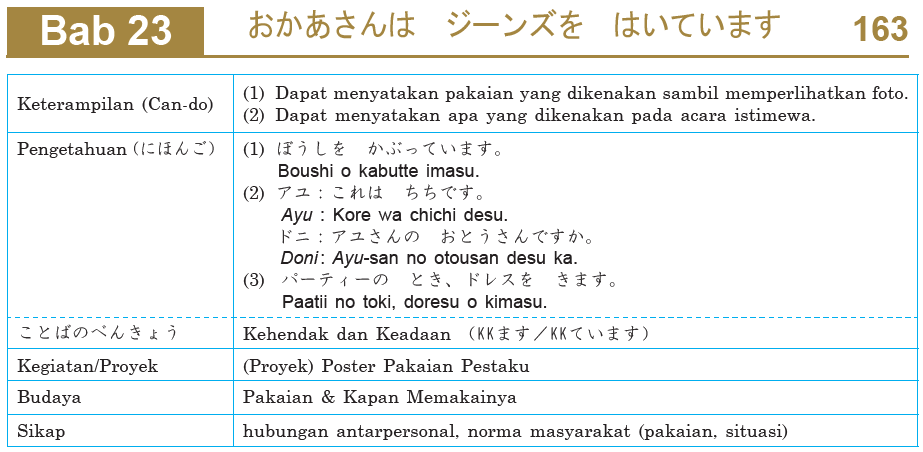 Bab 23
おかあさんは　ジーンズを　はいています
163
Keterampilan (Can-do)
(1) Dapat menyatakan pakaian yang dikenakan sambil memperlihatkan foto.
(2) Dapat menyatakan apa yang dikenakan pada acara istimewa.
Pengetahuan (にほんご)
(1) ぼうしを　かぶっています。
Boushi o kabutte imasu.
(2) アユ：これは　ちちです。
Ayu : Kore wa chichi desu.
ドニ：アユさんの　おとうさんですか。
Doni: Ayu-san no otousan desu ka.
(3) パーティーの　とき、ドレスを　きます。
Paatii no toki, doresu o kimasu.
ことばのべんきょう
Kehendak dan Keadaan （KKます／KKています）
Kegiatan/Proyek
(Proyek) Poster Pakaian Pestaku
Budaya
Pakaian & Kapan Memakainya
Sikap
hubungan antarpersonal, norma masyarakat (pakaian, situasi)